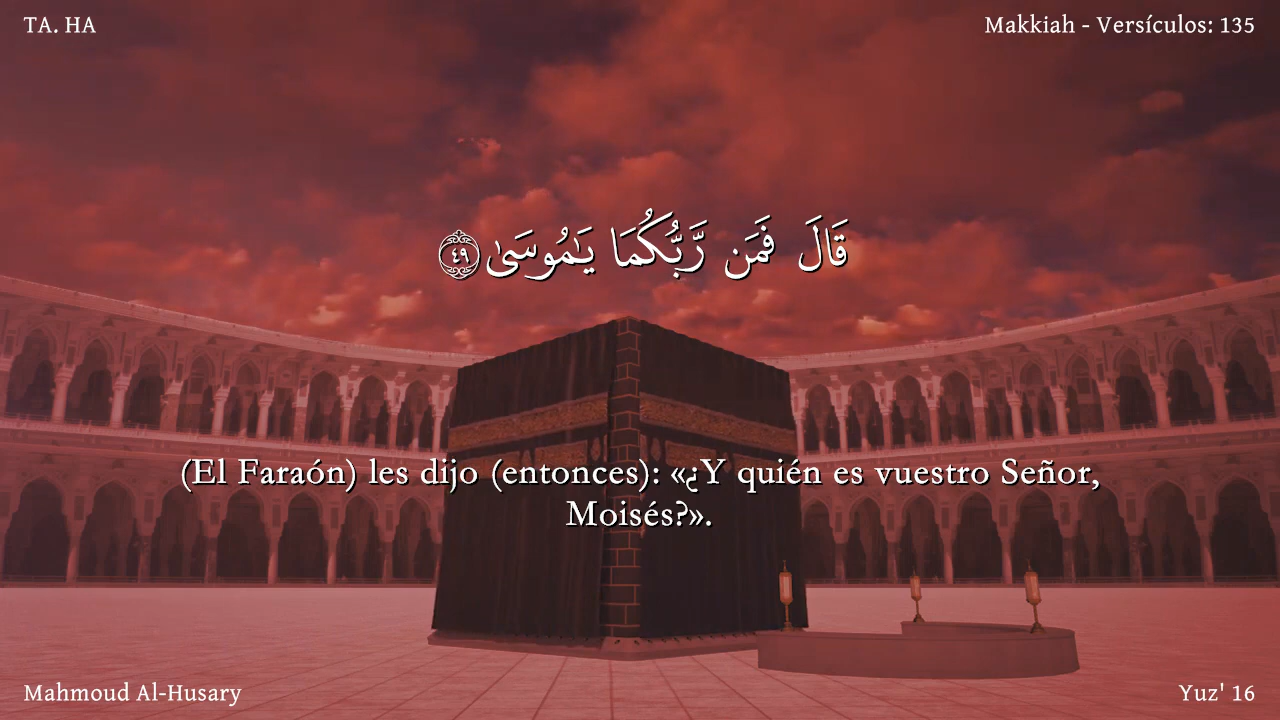 TA. HA
Makkiah - Versículos: 135
قَالَ فَمَن رَّبُّكُمَا يَـٰمُوسَىٰ ٤٩
(El Faraón) les dijo (entonces): «¿Y quién es vuestro Señor,
Moisés?».
Mahmoud Al-Husary
Yuz' 16